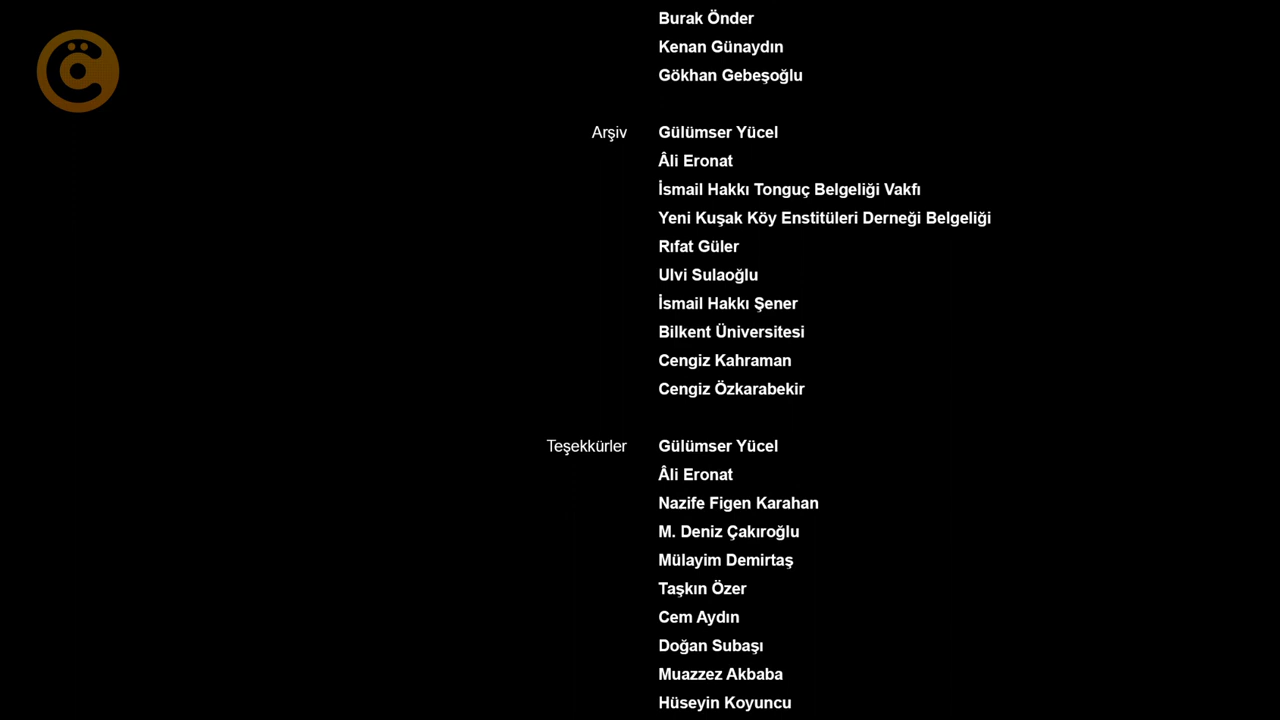 Burak Önder
Kenan Günaydın
Gökhan Gebeşoğlu
Arşiv Gülümser Yücel
Âli Eronat
İsmail Hakkı Tonguç Belgeliği Vakfı
Yeni Kuşak Köy Enstitüleri Derneği Belgeliği
Rıfat Güler
Ulvi Sulaoğlu
İsmail Hakkı Şener
Bilkent Üniversitesi
Cengiz Kahraman
Cengiz Özkarabekir
Teşekkürler Gülümser Yücel
Âli Eronat
Nazife Figen Karahan
M. Deniz Çakıroğlu
Mülayim Demirtaş
Taşkın Özer
Cem Aydın
Doğan Subaşı
Muazzez Akbaba
Hüseyin Koyuncu